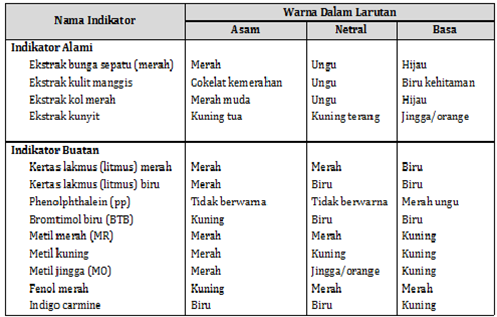 Nama Indikator Warna Dalam Larutan
Asam Netral Basa
Indikator Alami
Ekstrak bunga sepatu (merah) Merah Ungu Hijau
Ekstrak kulit manggis Cokelat kemerahan Ungu Biru kehitaman
Ekstrak kol merah Merah muda Ungu Hijau
Ekstrak kunyit Kuning tua Kuning terang Jingga/orange
Indikator Buatan
Kertas lakmus (litmus) merah Merah Merah Biru
Kertas lakmus (litmus) biru Merah Biru Biru
Phenolphthalein (pp) Tidak berwarna Tidak berwarna Merah ungu
Bromtimol biru (BTB) Kuning Biru Biru
Metil merah (MR) Merah Merah Kuning
Metil kuning Merah Kuning Kuning
Metil jingga (MO) Merah Jingga/orange Kuning
Fenol merah Kuning Merah Merah
Indigo carmine Biru Biru Kuning